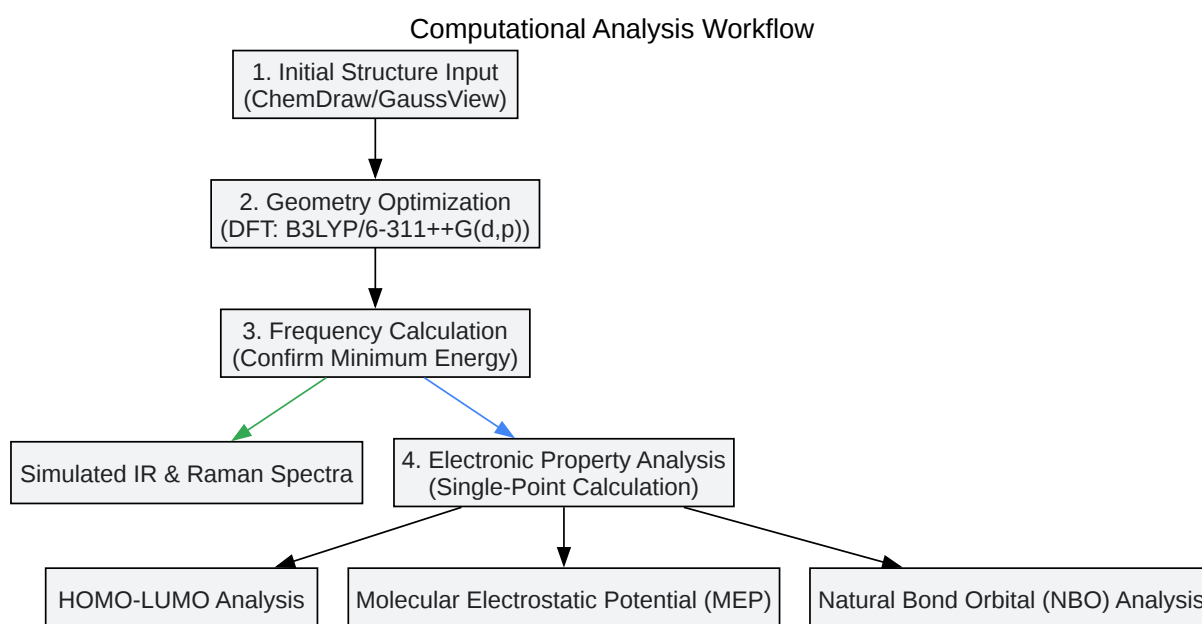 Computational Analysis Workflow
1. Initial Structure Input
(ChemDraw/GaussView)
2. Geometry Optimization
(DFT: B3LYP/6-311++G(d,p))
3. Frequency Calculation
(Confirm Minimum Energy)
Simulated IR & Raman Spectra
4. Electronic Property Analysis
(Single-Point Calculation)
HOMO-LUMO Analysis
Molecular Electrostatic Potential (MEP)
Natural Bond Orbital (NBO) Analysis